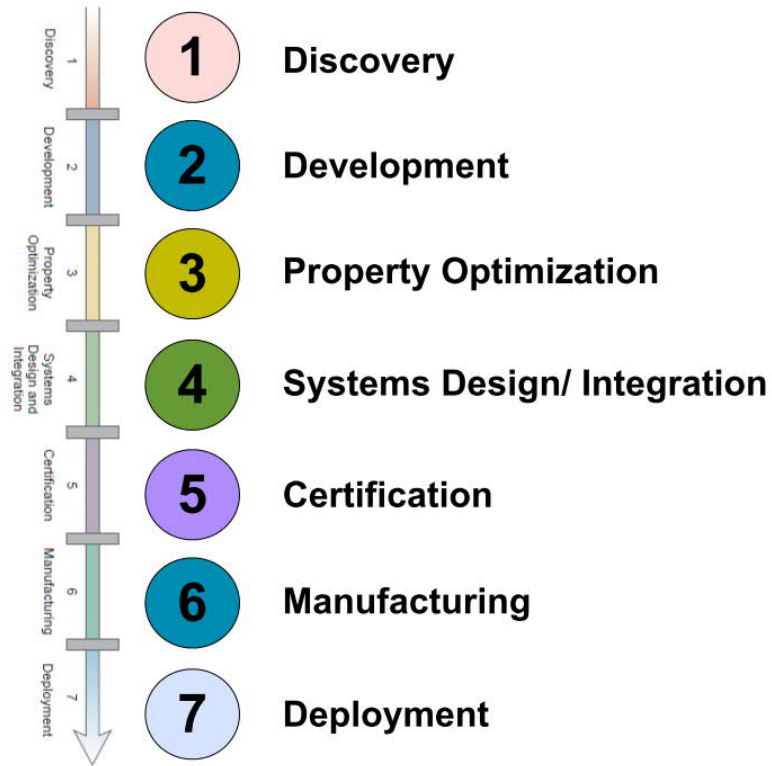 1
Discovery
2
Development
3
Property
Optimization
4
Systems
Design and
Integration
5
Certification
6
Manufacturing
7
Deployment
1 Discovery
2 Development
3 Property Optimization
4 Systems Design/ Integration
5 Certification
6 Manufacturing
7 Deployment